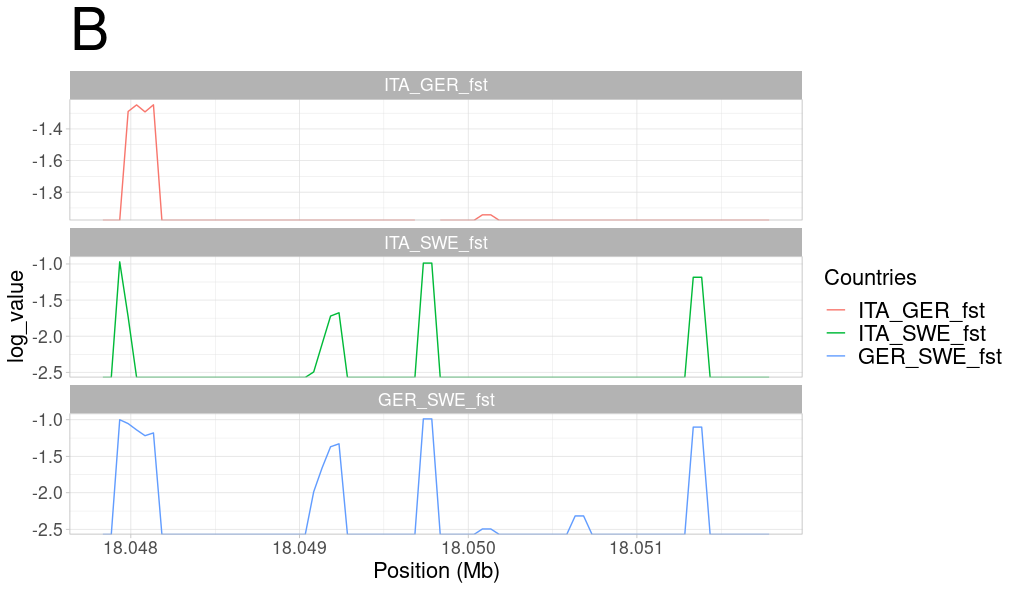 B
ITA_GER_fst
-1.4
-1.6
-1.8
ITA_SWE_fst
-1.0
-1.5
-2.0
-2.5
GER_SWE_fst
-1.0
-1.5
-2.0
-2.5
18.048 18.049 18.050 18.051
Position (Mb)
log_value
Countries
ITA_GER_fst
ITA_SWE_fst
GER_SWE_fst